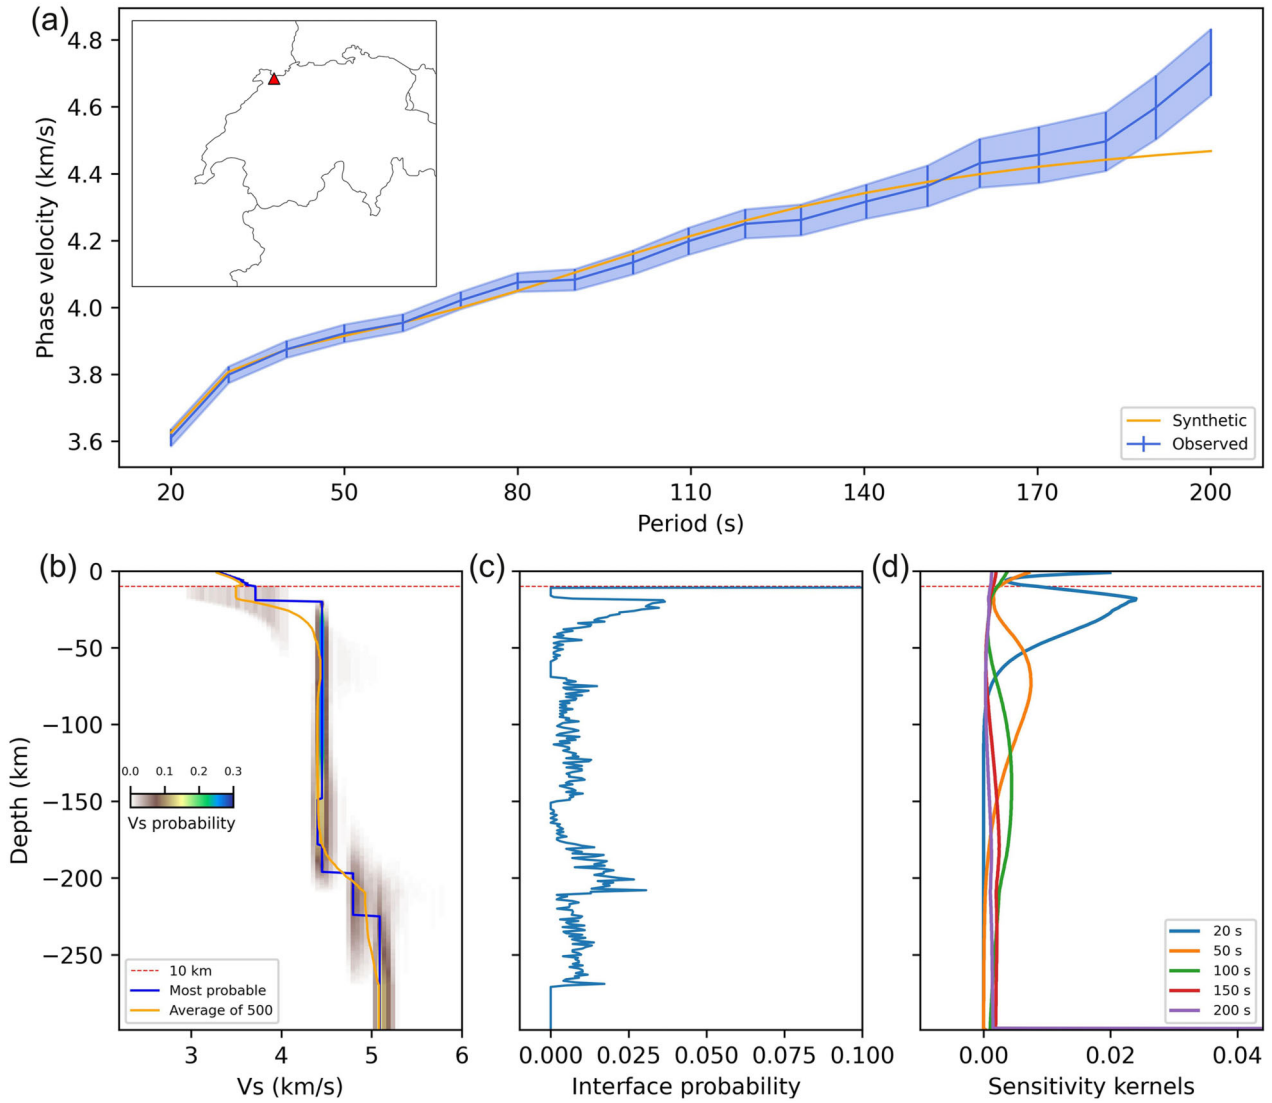 (a)
4.8
4.6
4.4
4.2
4.0
3.8
3.6
Phase velocity (km/s)
Synthetic
Observed
20 50 80 110 140 170 200
Period (s)
(b)
0
−50
−100
−150
−200
−250
Depth (km)
0.0 0.1 0.2 0.3
Vs probability
10 km
Most probable
Average of 500
3 4 5 6
Vs (km/s)
(c)
0.000 0.025 0.050 0.075 0.100
Interface probability
(d)
20 s
50 s
100 s
150 s
200 s
0.00 0.02 0.04
Sensitivity kernels